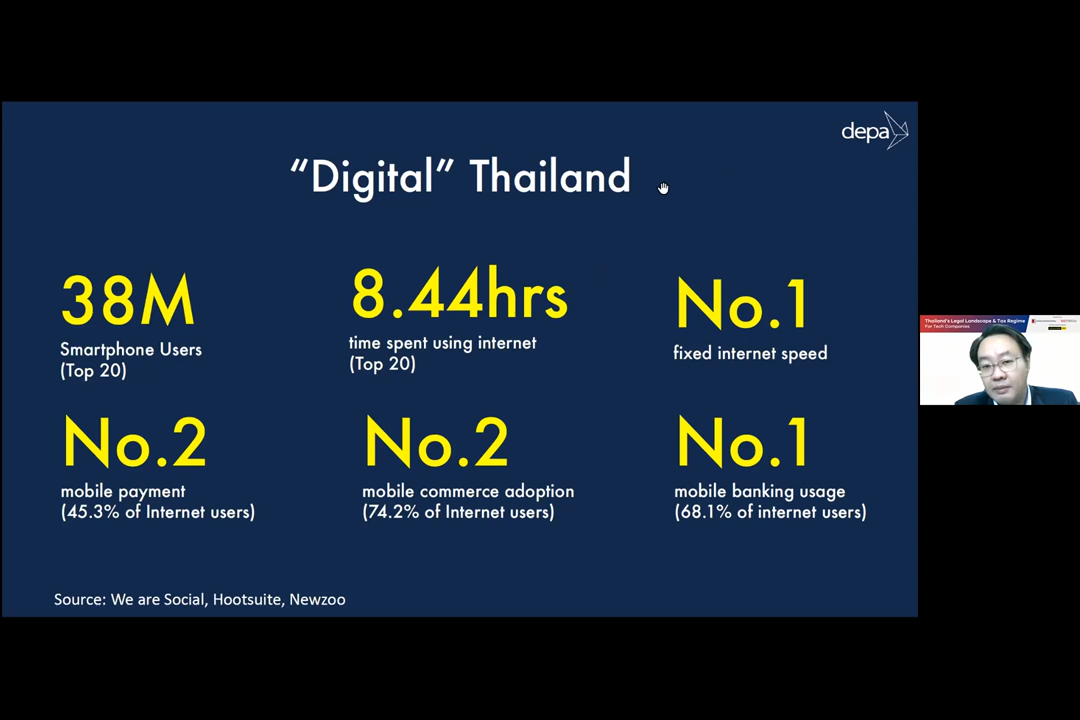 depa
“Digital” Thailand
38M
Smartphone Users
(Top 20)
8.44hrs
time spent using internet
(Top 20)
No.1
fixed internet speed
No.2
mobile payment
(45.3% of Internet users)
No.2
mobile commerce adoption
(74.2% of Internet users)
No.1
mobile banking usage
(68.1% of internet users)
Source: We are Social, Hootsuite, Newzoo
Thailand's Legal Landscape & Tax Regime
For Tech Companies